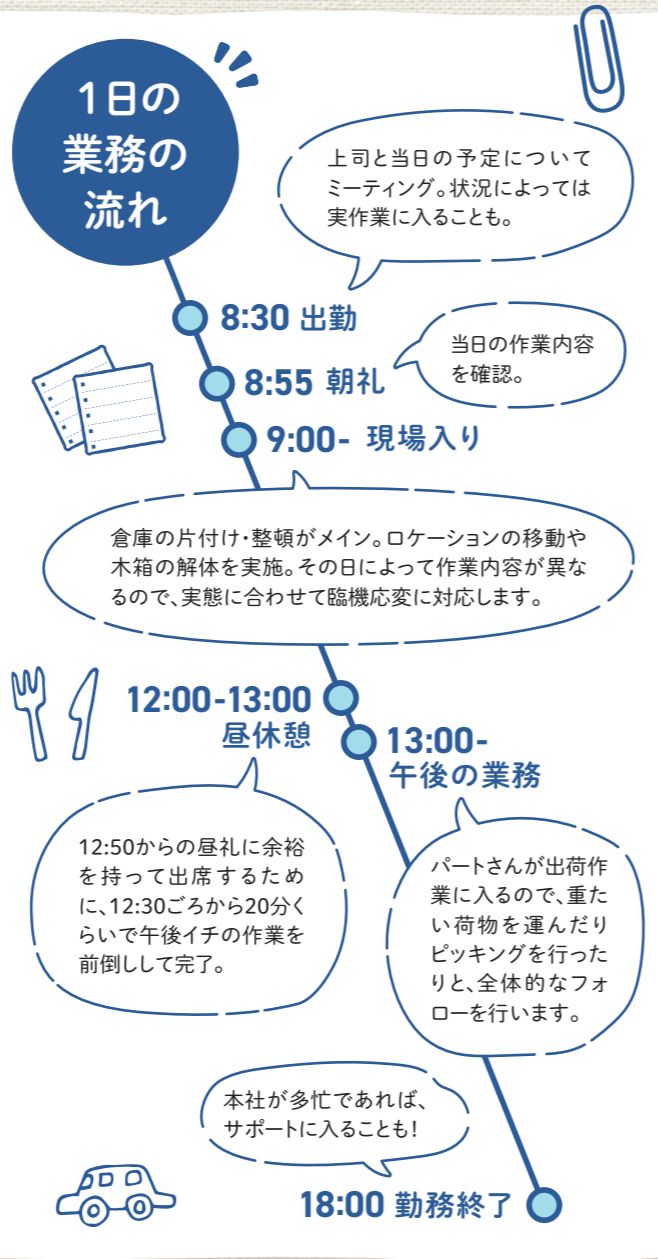 1日の
業務の
流れ
上司と当日の予定について
ミーティング。状況によっては
実作業に入ることも。
8:30 出勤
当日の作業内容
を確認。
8:55 朝礼
9:00- 現場入り
倉庫の片付け・整頓がメイン。ロケーションの移動や
木箱の解体を実施。その日によって作業内容が異な
るので、実態に合わせて臨機応変に対応します。
12:00-13:00
昼休憩
12:50からの昼礼に余裕
を持って出席するため
に、12:30ごろから20分く
らいで午後イチの作業を
前倒しして完了。
13:00-
午後の業務
パートさんが出荷作
業に入るので、重た
い荷物を運んだり
ピッキングを行った
りと、全体的なフォ
ローを行います。
本社が多忙であれば、
サポートに入ることも!
18:00 勤務終了